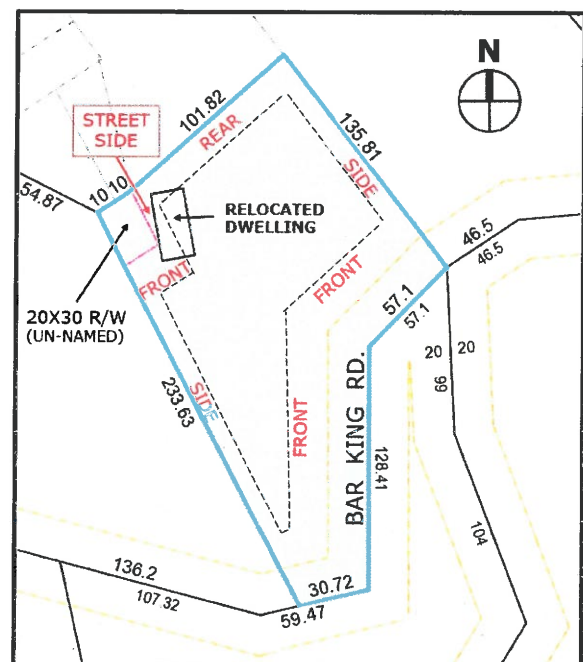 N
101.82
STREET
SIDE
REAR
135.81
SIDE
54.87
10 10
RELOCATED
DWELLING
46.5
46.5
FRONT
FRONT
20X30 R/W
(UN-NAMED)
57.1
57.1
20 20
99
SIDE
233.63
FRONT
BAR KING RD.
128.41
104
136.2
107.32
30.72
59.47